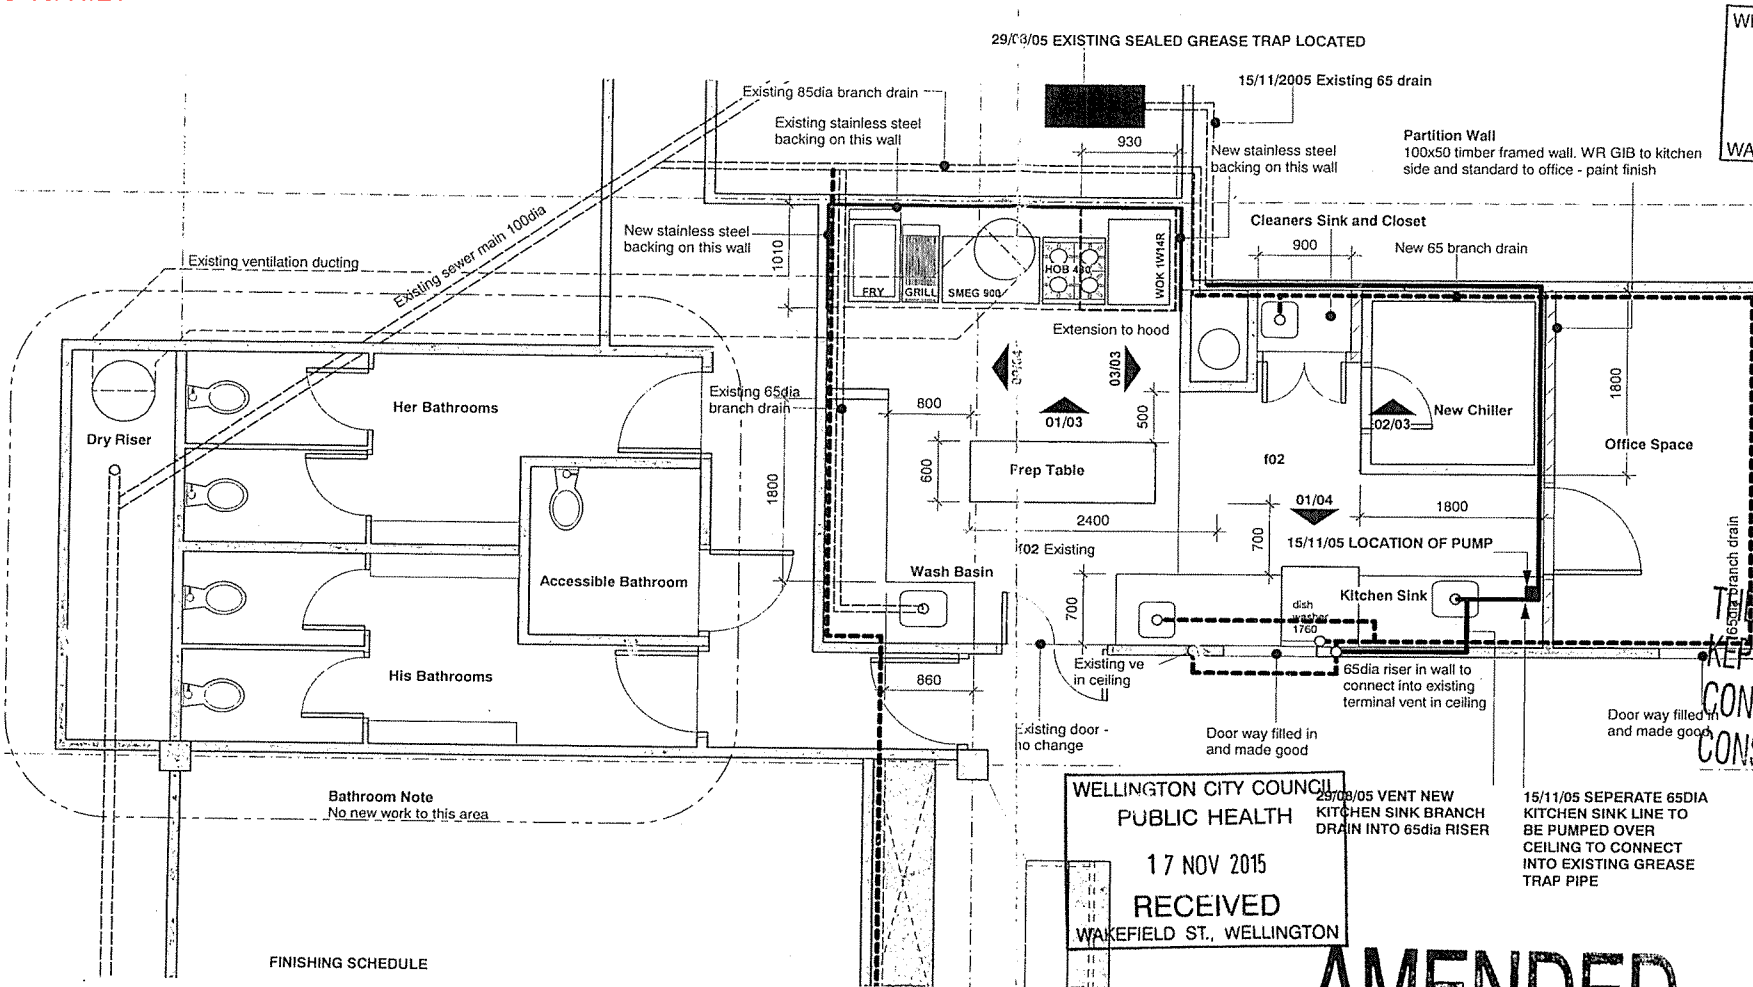 29/08/05 EXISTING SEALED GREASE TRAP LOCATED
15/11/2005 Existing 65 drain
Existing 85dia branch drain
Existing stainless steel
backing on this wall
930
New stainless steel
backing on this wall
Partition Wall
100x50 timber framed wall. WR GIB to kitchen
side and standard to office - paint finish
Cleaners Sink and Closet
900
New 65 branch drain
New stainless steel
backing on this wall
1010
Existing sewer main 100dia
Existing ventilation ducting
FRY
GRILL
SMEG 900
HOB
WOK 1W14R
Extension to hood
03/03
01/03
02/03
Existing 65dia
branch drain
800
500
1800
Her Bathrooms
Dry Riser
New Chiller
Office Space
600
Prep Table
f02
1800
01/04
1800
2400
700
f02 Existing
15/11/05 LOCATION OF PUMP
65dia branch drain
Accessible Bathroom
Wash Basin
700
dish
washer
1760
Kitchen Sink
His Bathrooms
860
Existing ve
in ceiling
65dia riser in wall to
connect into existing
terminal vent in ceiling
Existing door -
no change
Door way filled in
and made good
Door way filled in
and made good
CON
CONS
Bathroom Note
No new work to this area
WELLINGTON CITY COUNCIL
PUBLIC HEALTH
17 NOV 2015
RECEIVED
WAKEFIELD ST., WELLINGTON
29/08/05 VENT NEW
KITCHEN SINK BRANCH
DRAIN INTO 65dia RISER
15/11/05 SEPERATE 65DIA
KITCHEN SINK LINE TO
BE PUMPED OVER
CEILING TO CONNECT
INTO EXISTING GREASE
TRAP PIPE
FINISHING SCHEDULE
AMENDED